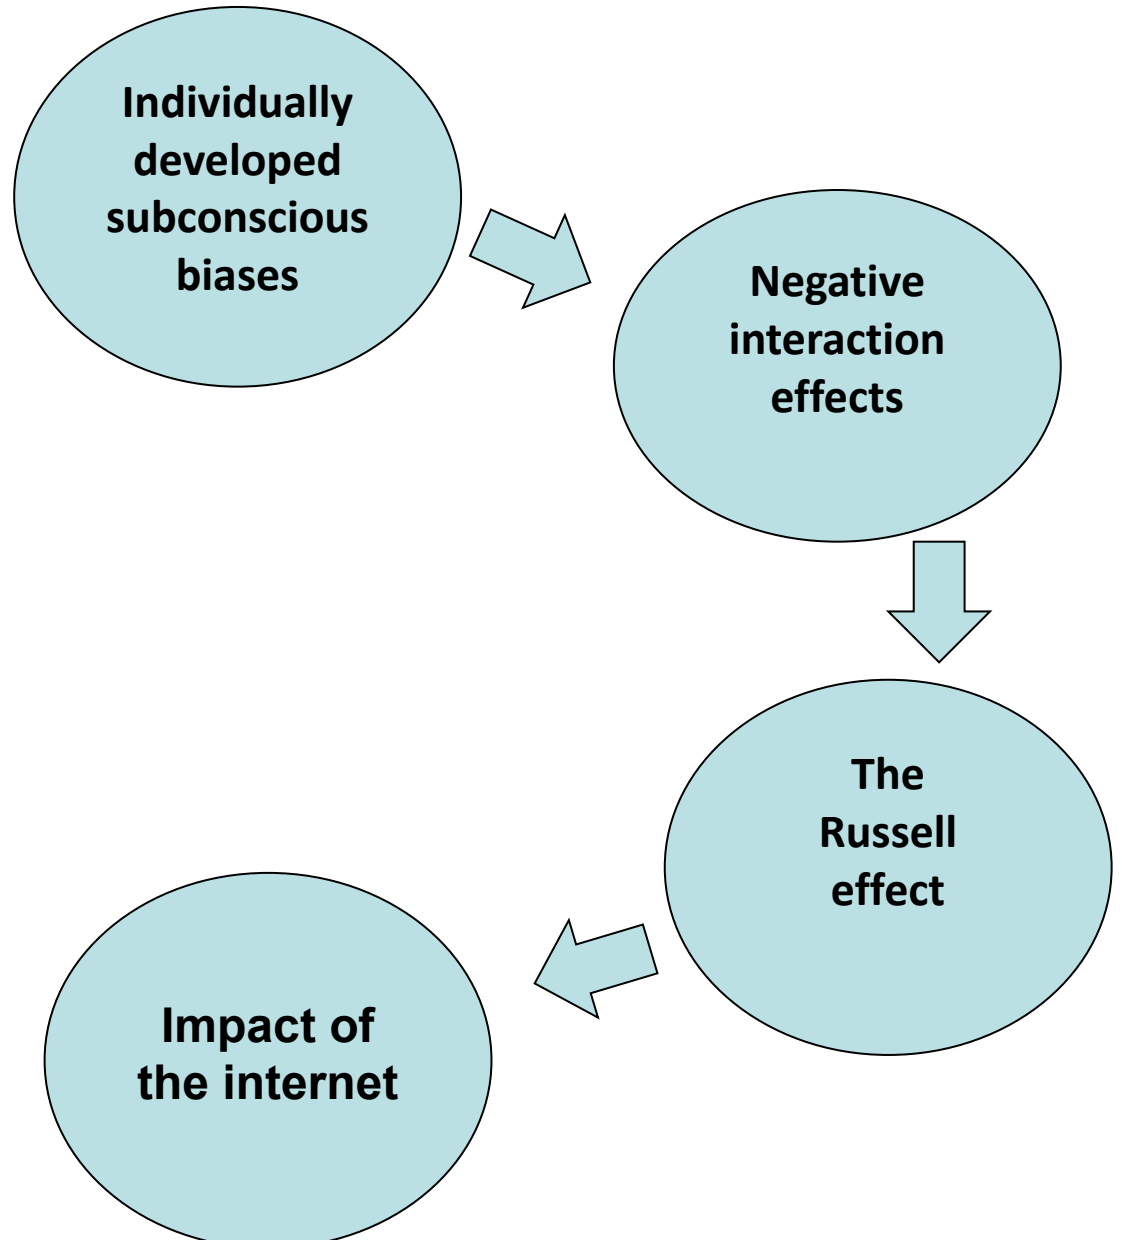 Individually
developed
subconscious
biases
Negative
interaction
effects
The
Russell
effect
Impact of
the internet